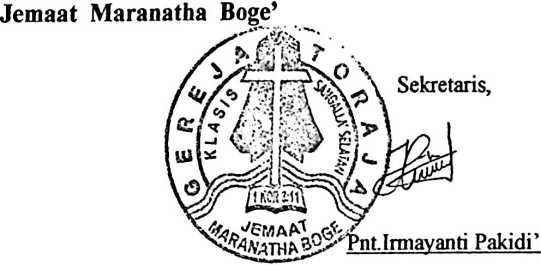 Jemaat Maranatha Boge'
GEREJA TORAJA
KLASIS SANGALLA' SELATAN
Sekretaris,
1 KOR 3:11
JEMAAT
MARANATHA BOGE'
Pnt.Irmayanti Pakidi'